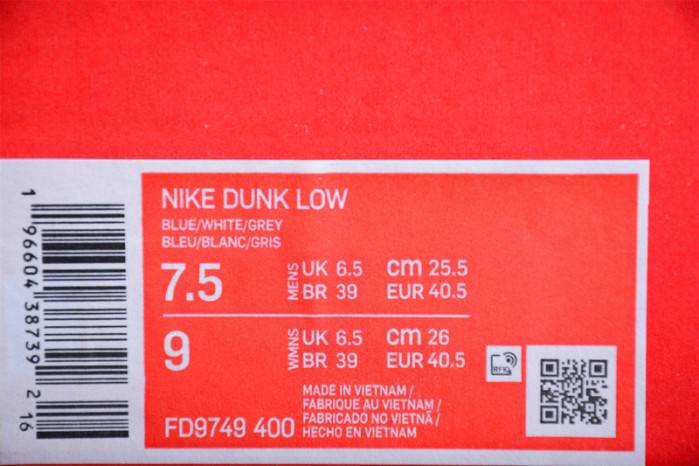 NIKE DUNK LOW
BLUE/WHITE/GREY
BLEU/BLANC/GRIS
7.5 MENS UK 6.5 cm 25.5
BR 39 EUR 40.5
9 WMNS UK 6.5 cm 26
BR 39 EUR 40.5
RFID
MADE IN VIETNAM /
FABRIQUE AU VIETNAM /
FABRICADO NO VIETNÃ /
HECHO EN VIETNAM
FD9749 400
1 96604 38739 2 16